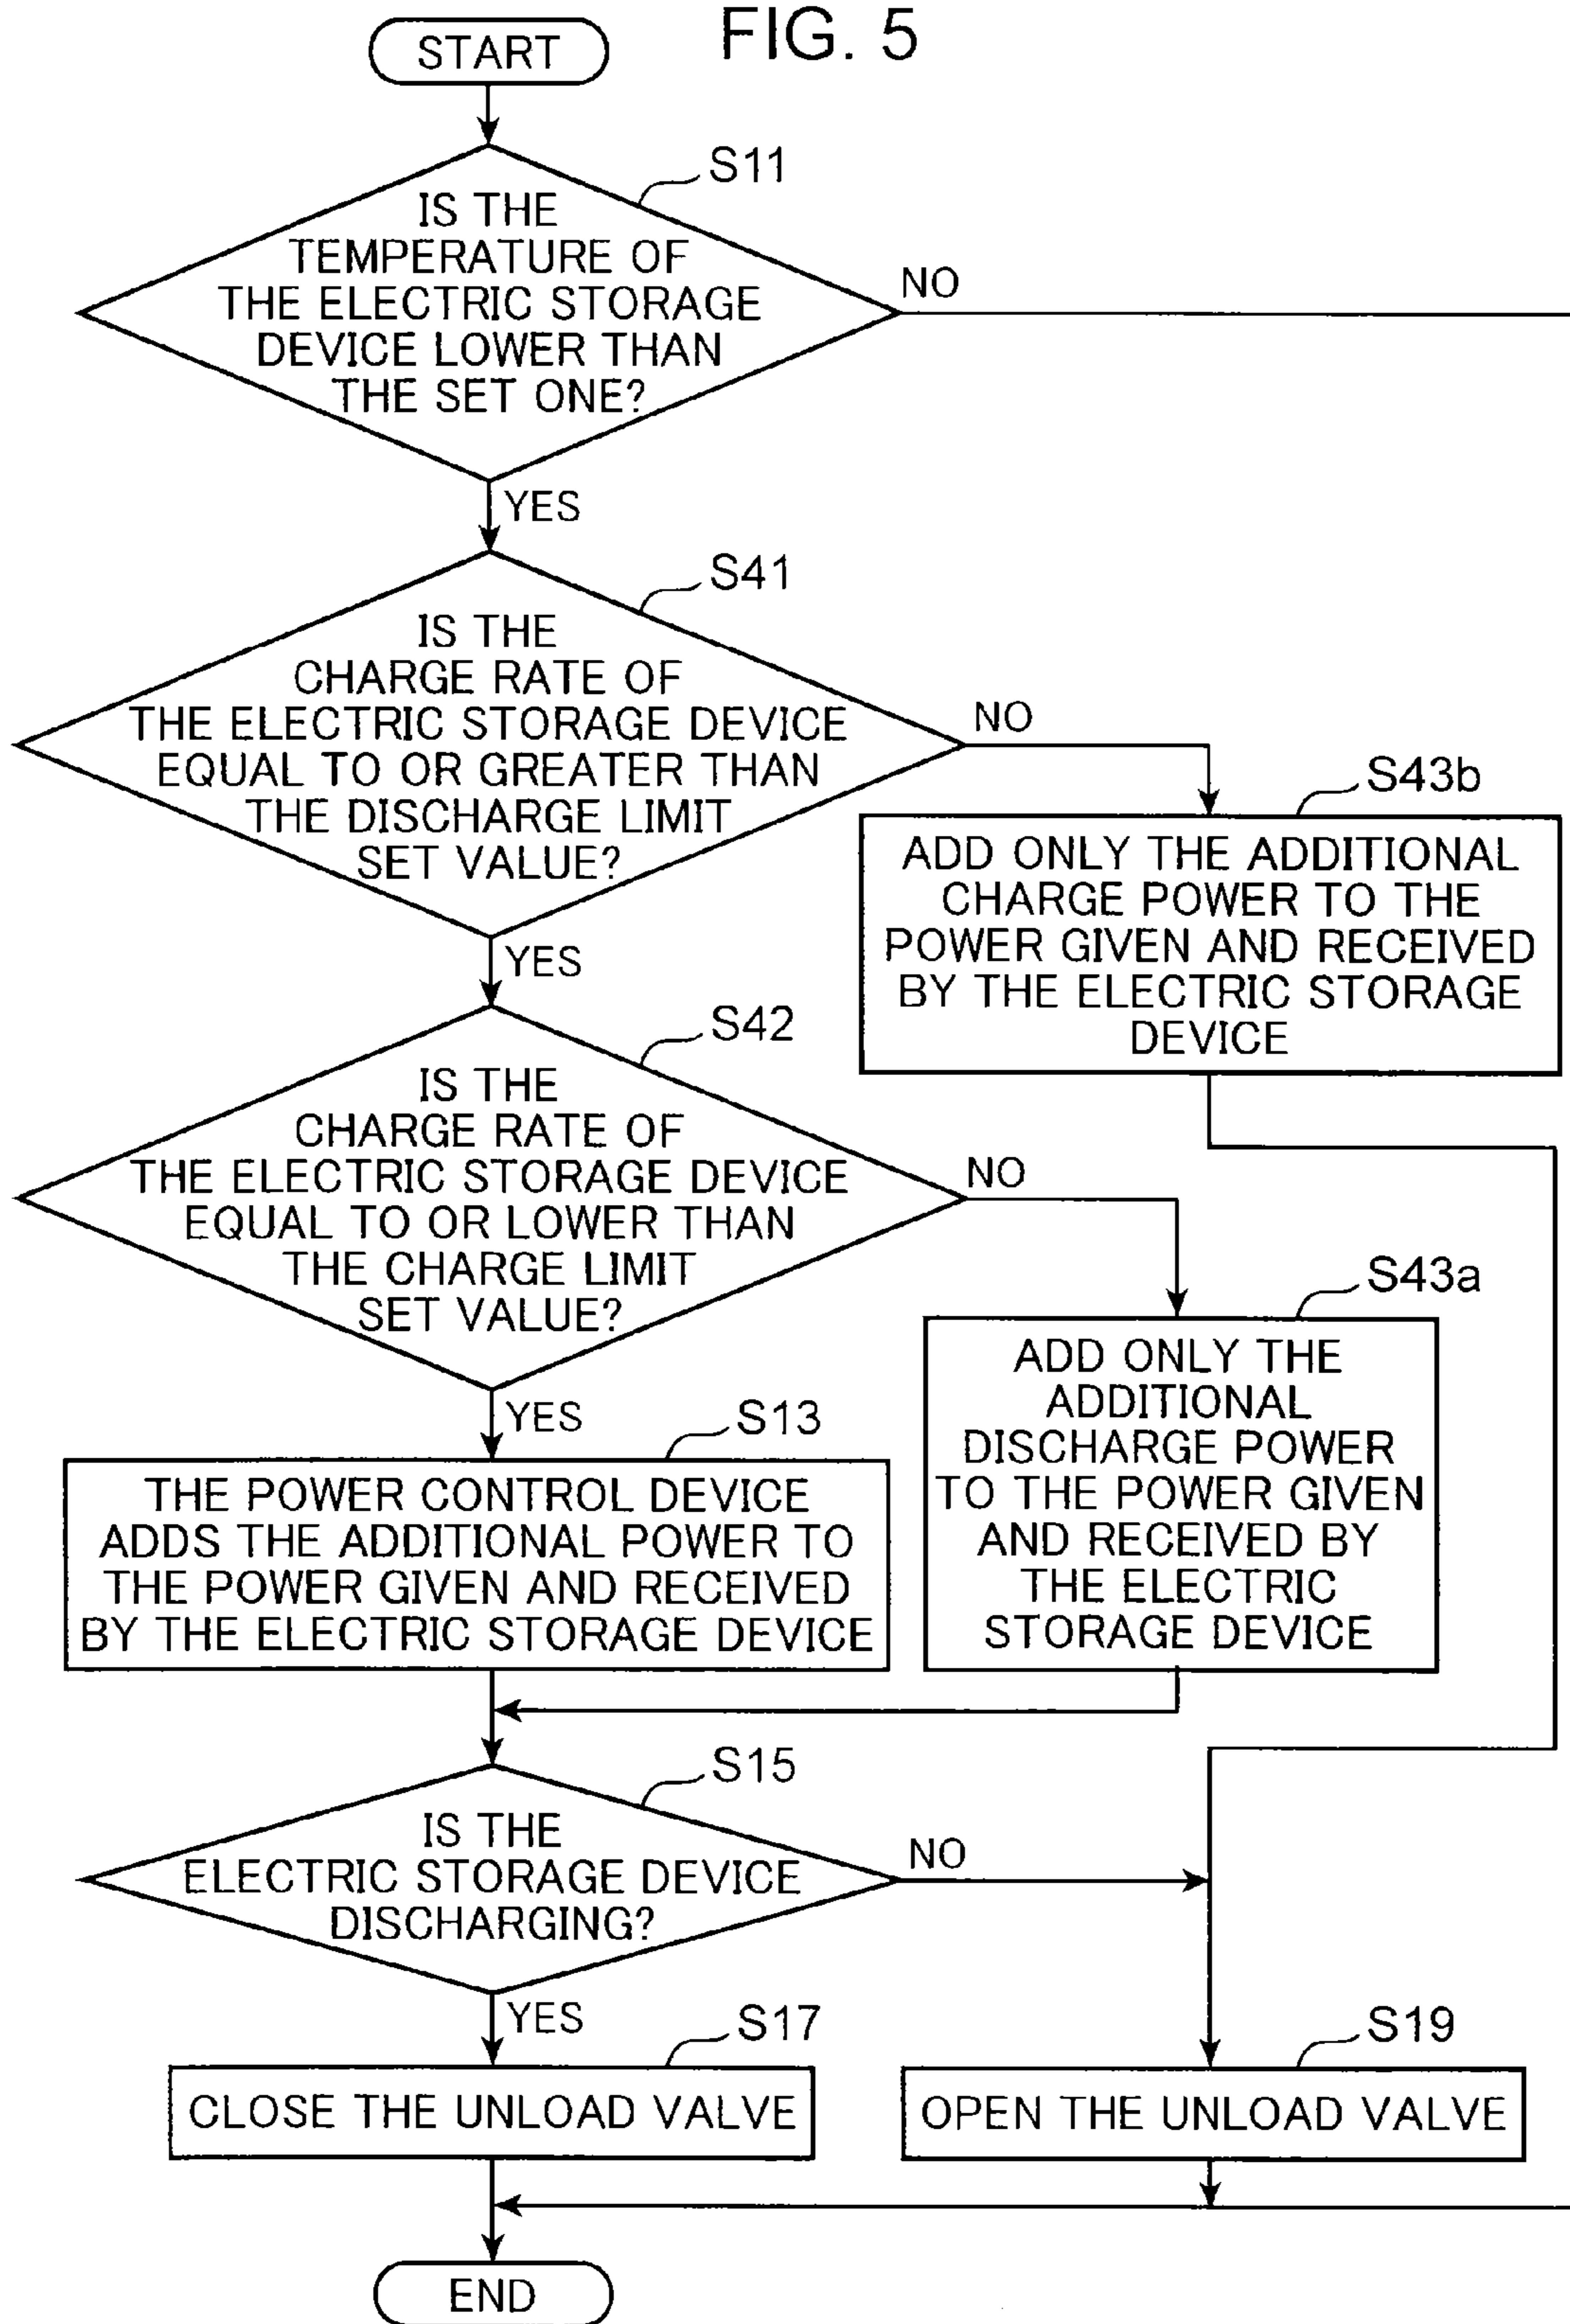 FIG. 5
START
S11
IS THE
TEMPERATURE OF
THE ELECTRIC STORAGE
DEVICE LOWER THAN
THE SET ONE?
NO
YES
S41
IS THE
CHARGE RATE OF
THE ELECTRIC STORAGE DEVICE
EQUAL TO OR GREATER THAN
THE DISCHARGE LIMIT
SET VALUE?
NO
YES
S43b
ADD ONLY THE ADDITIONAL
CHARGE POWER TO THE
POWER GIVEN AND RECEIVED
BY THE ELECTRIC STORAGE
DEVICE
S42
IS THE
CHARGE RATE OF
THE ELECTRIC STORAGE DEVICE
EQUAL TO OR LOWER THAN
THE CHARGE LIMIT
SET VALUE?
NO
YES
S43a
ADD ONLY THE
ADDITIONAL
DISCHARGE POWER
TO THE POWER GIVEN
AND RECEIVED BY
THE ELECTRIC
STORAGE DEVICE
S13
THE POWER CONTROL DEVICE
ADDS THE ADDITIONAL POWER TO
THE POWER GIVEN AND RECEIVED
BY THE ELECTRIC STORAGE DEVICE
S15
IS THE
ELECTRIC STORAGE DEVICE
DISCHARGING?
NO
YES
S17
CLOSE THE UNLOAD VALVE
S19
OPEN THE UNLOAD VALVE
END